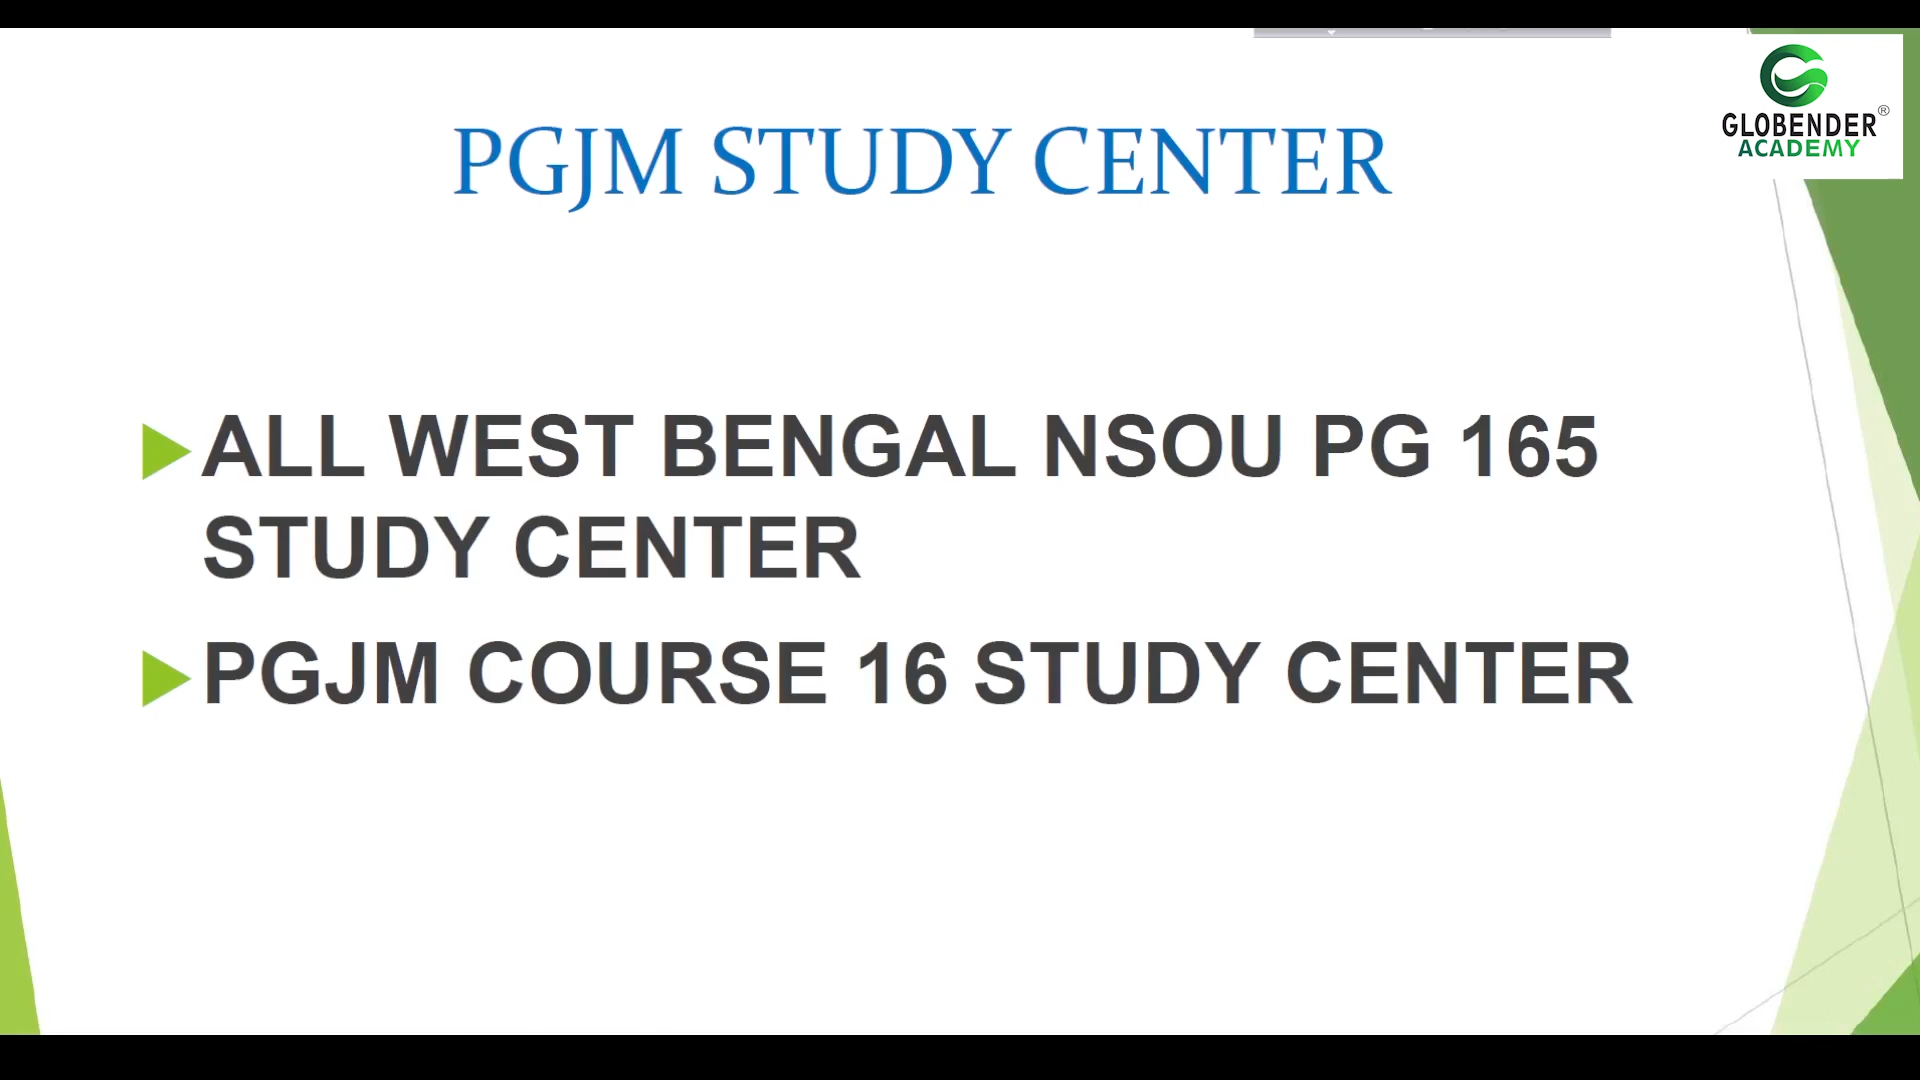 GLOBENDER®
ACADEMY
PGJM STUDY CENTER
ALL WEST BENGAL NSOU PG 165
STUDY CENTER
PGJM COURSE 16 STUDY CENTER